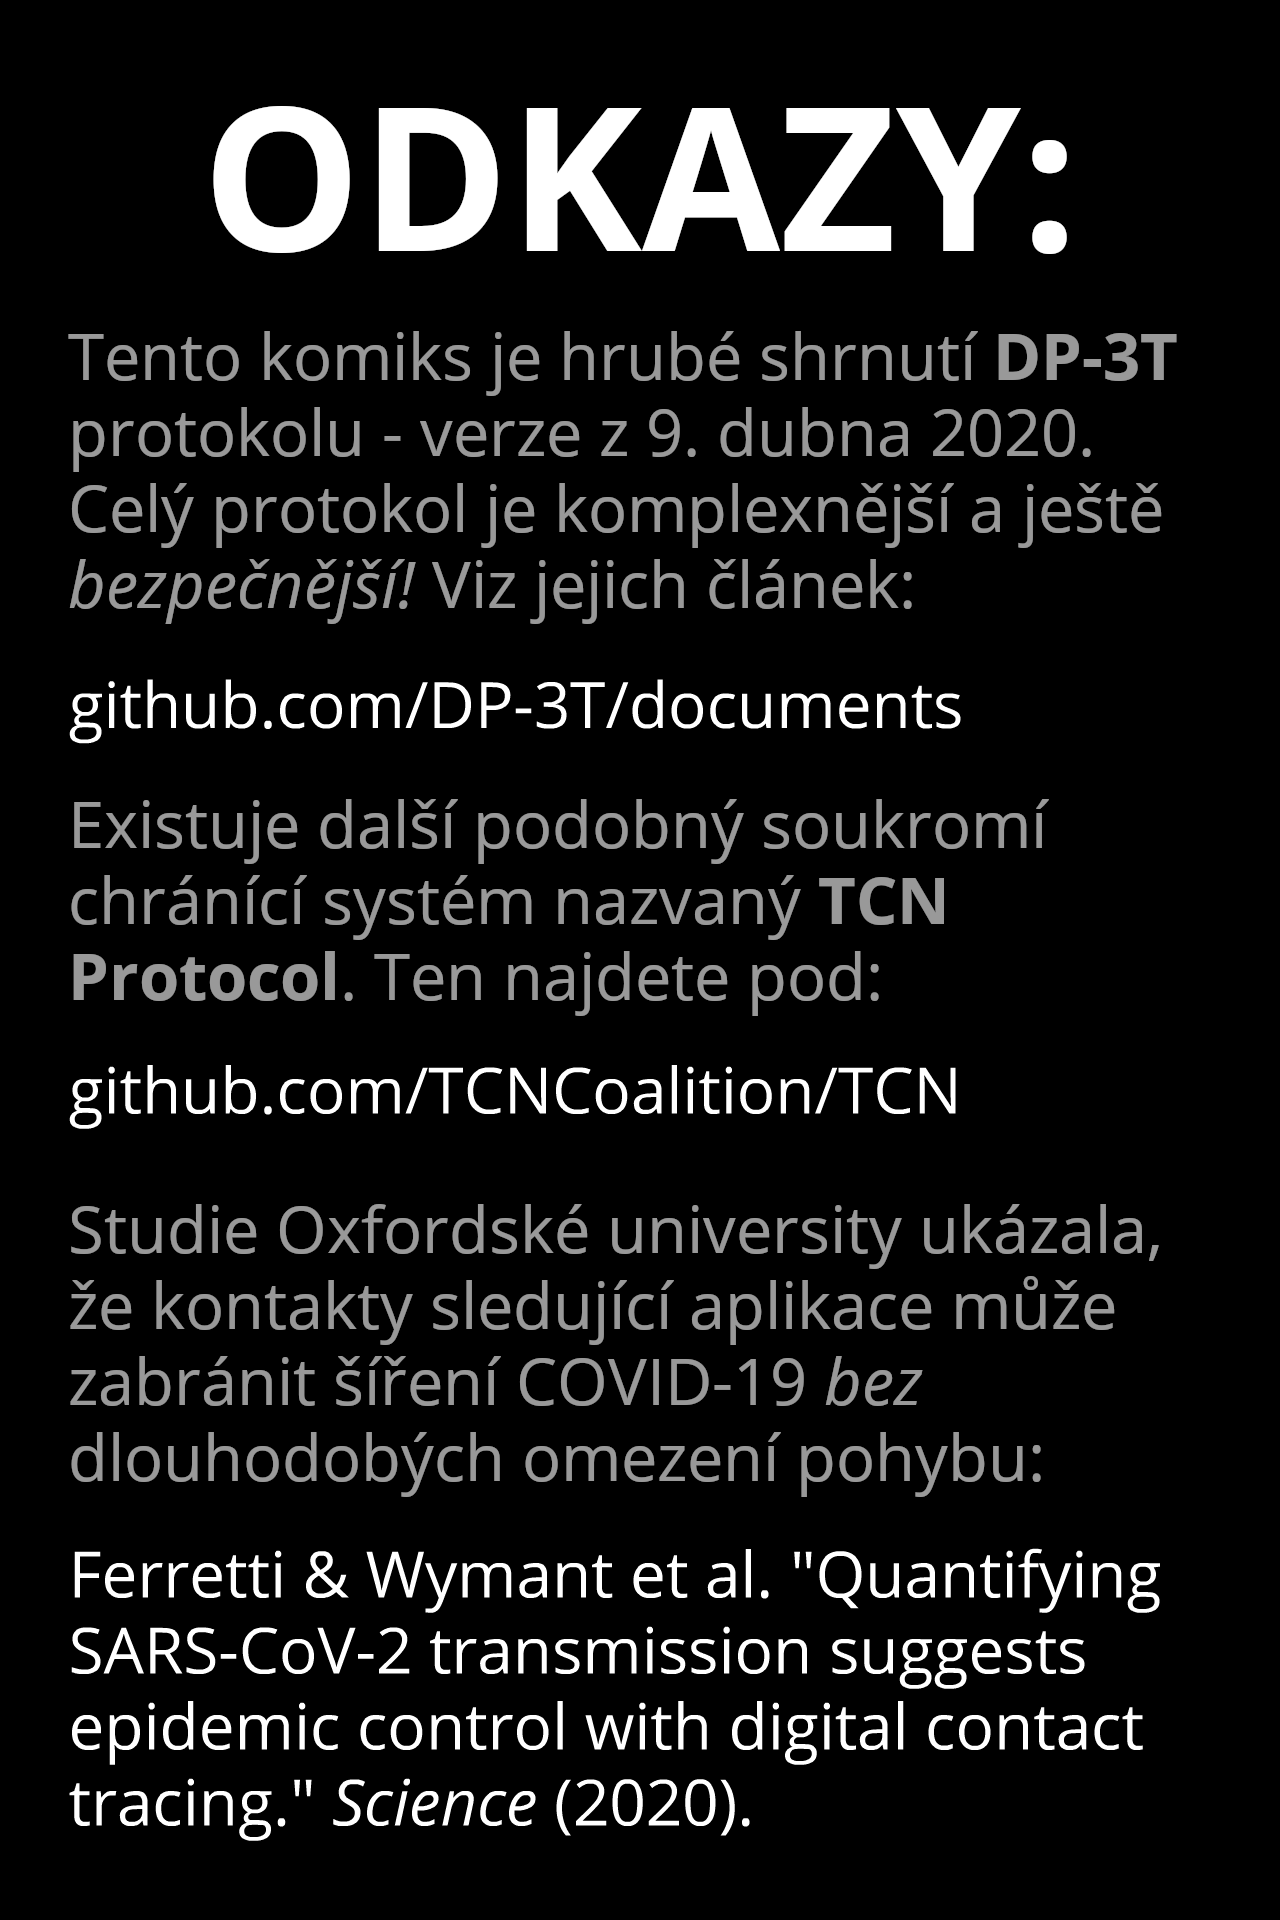 ODKAZY:
Tento komiks je hrubé shrnutí DP-3T
protokolu - verze z 9. dubna 2020.
Celý protokol je komplexnější a ještě
bezpečnější! Viz jejich článek:
github.com/DP-3T/documents
Existuje další podobný soukromí
chránící systém nazvaný TCN
Protocol. Ten najdete pod:
github.com/TCNCoalition/TCN
Studie Oxfordské university ukázala,
že kontakty sledující aplikace může
zabránit šíření COVID-19 bez
dlouhodobých omezení pohybu:
Ferretti & Wymant et al. "Quantifying
SARS-CoV-2 transmission suggests
epidemic control with digital contact
tracing." Science (2020).